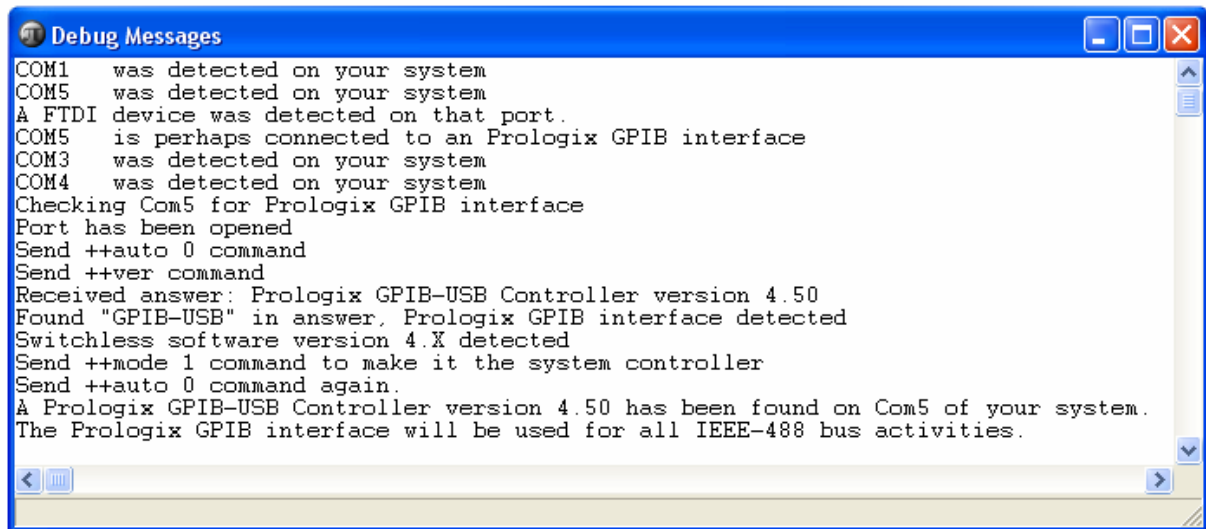 Debug Messages
COM1 was detected on your system
COM5 was detected on your system
A FTDI device was detected on that port.
COM5 is perhaps connected to an Prologix GPIB interface
COM3 was detected on your system
COM4 was detected on your system
Checking Com5 for Prologix GPIB interface
Port has been opened
Send ++auto 0 command
Send ++ver command
Received answer: Prologix GPIB-USB Controller version 4.50
Found "GPIB-USB" in answer, Prologix GPIB interface detected
Switchless software version 4.X detected
Send ++mode 1 command to make it the system controller
Send ++auto 0 command again.
A Prologix GPIB-USB Controller version 4.50 has been found on Com5 of your system.
The Prologix GPIB interface will be used for all IEEE-488 bus activities.